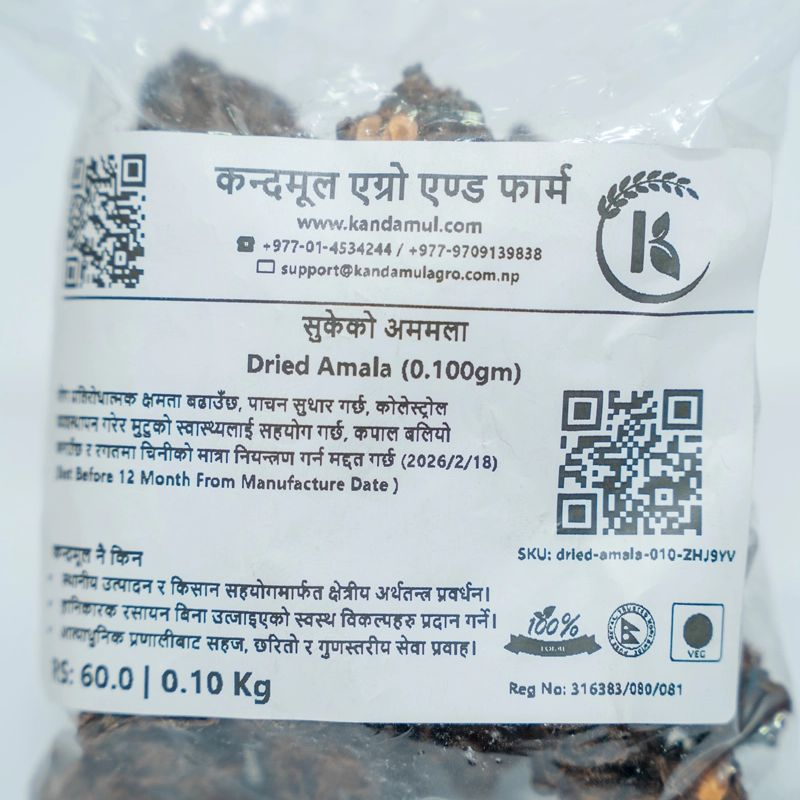 कन्दमूल एग्रो एण्ड फार्म
www.kandamul.com
+977-01-4534244 / +977-9709139838
support@kandamulagro.com.np
सुकेको अममला
Dried Amala (0.100gm)
प्रतिरोधात्मक क्षमता बढाउँछ, पाचन सुधार गर्छ, कोलेस्ट्रोल
व्यवस्थापन गरेर मुटुको स्वास्थ्यलाई सहयोग गर्छ, कपाल बलियो
र रगतमा चिनीको मात्रा नियन्त्रण गर्न मद्दत गर्छ (2026/2/18)
Before 12 Month From Manufacture Date )
SKU: dried-amala-010-ZHJ9YV
कन्दमूल नै किन
- स्थानीय उत्पादन र किसान सहयोगमार्फत क्षेत्रीय अर्थतन्त्र प्रवर्धन।
- हानिकारक रसायन बिना उत्जाइएको स्वस्थ विकत्पहरु प्रदान गर्ने।
- अत्याधुनिक प्रणालीबाट सहज, छरितो र गुणस्तरीय सेवा प्रवाह।
100%
VEG
RS: 60.0 | 0.10 Kg
Reg No: 316383/080/081